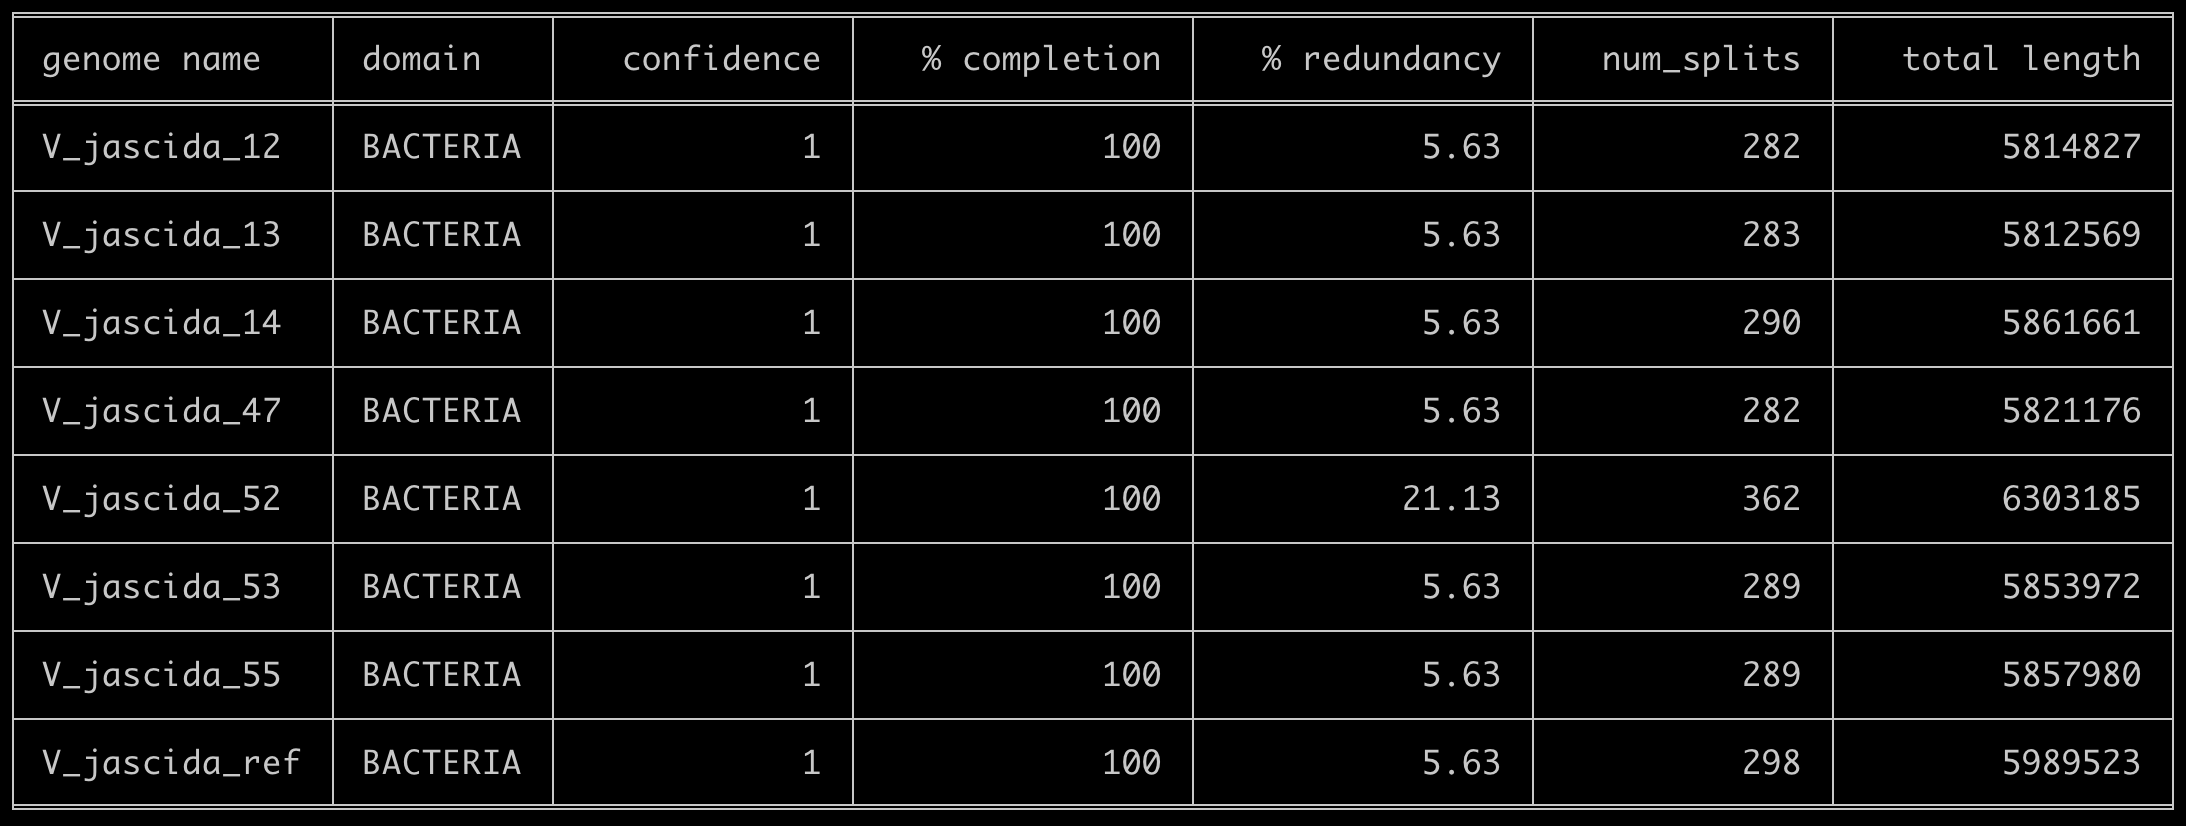 genome name domain confidence % completion % redundancy num_splits total length
V_jascida_12 BACTERIA 1 100 5.63 282 5814827
V_jascida_13 BACTERIA 1 100 5.63 283 5812569
V_jascida_14 BACTERIA 1 100 5.63 290 5861661
V_jascida_47 BACTERIA 1 100 5.63 282 5821176
V_jascida_52 BACTERIA 1 100 21.13 362 6303185
V_jascida_53 BACTERIA 1 100 5.63 289 5853972
V_jascida_55 BACTERIA 1 100 5.63 289 5857980
V_jascida_ref BACTERIA 1 100 5.63 298 5989523